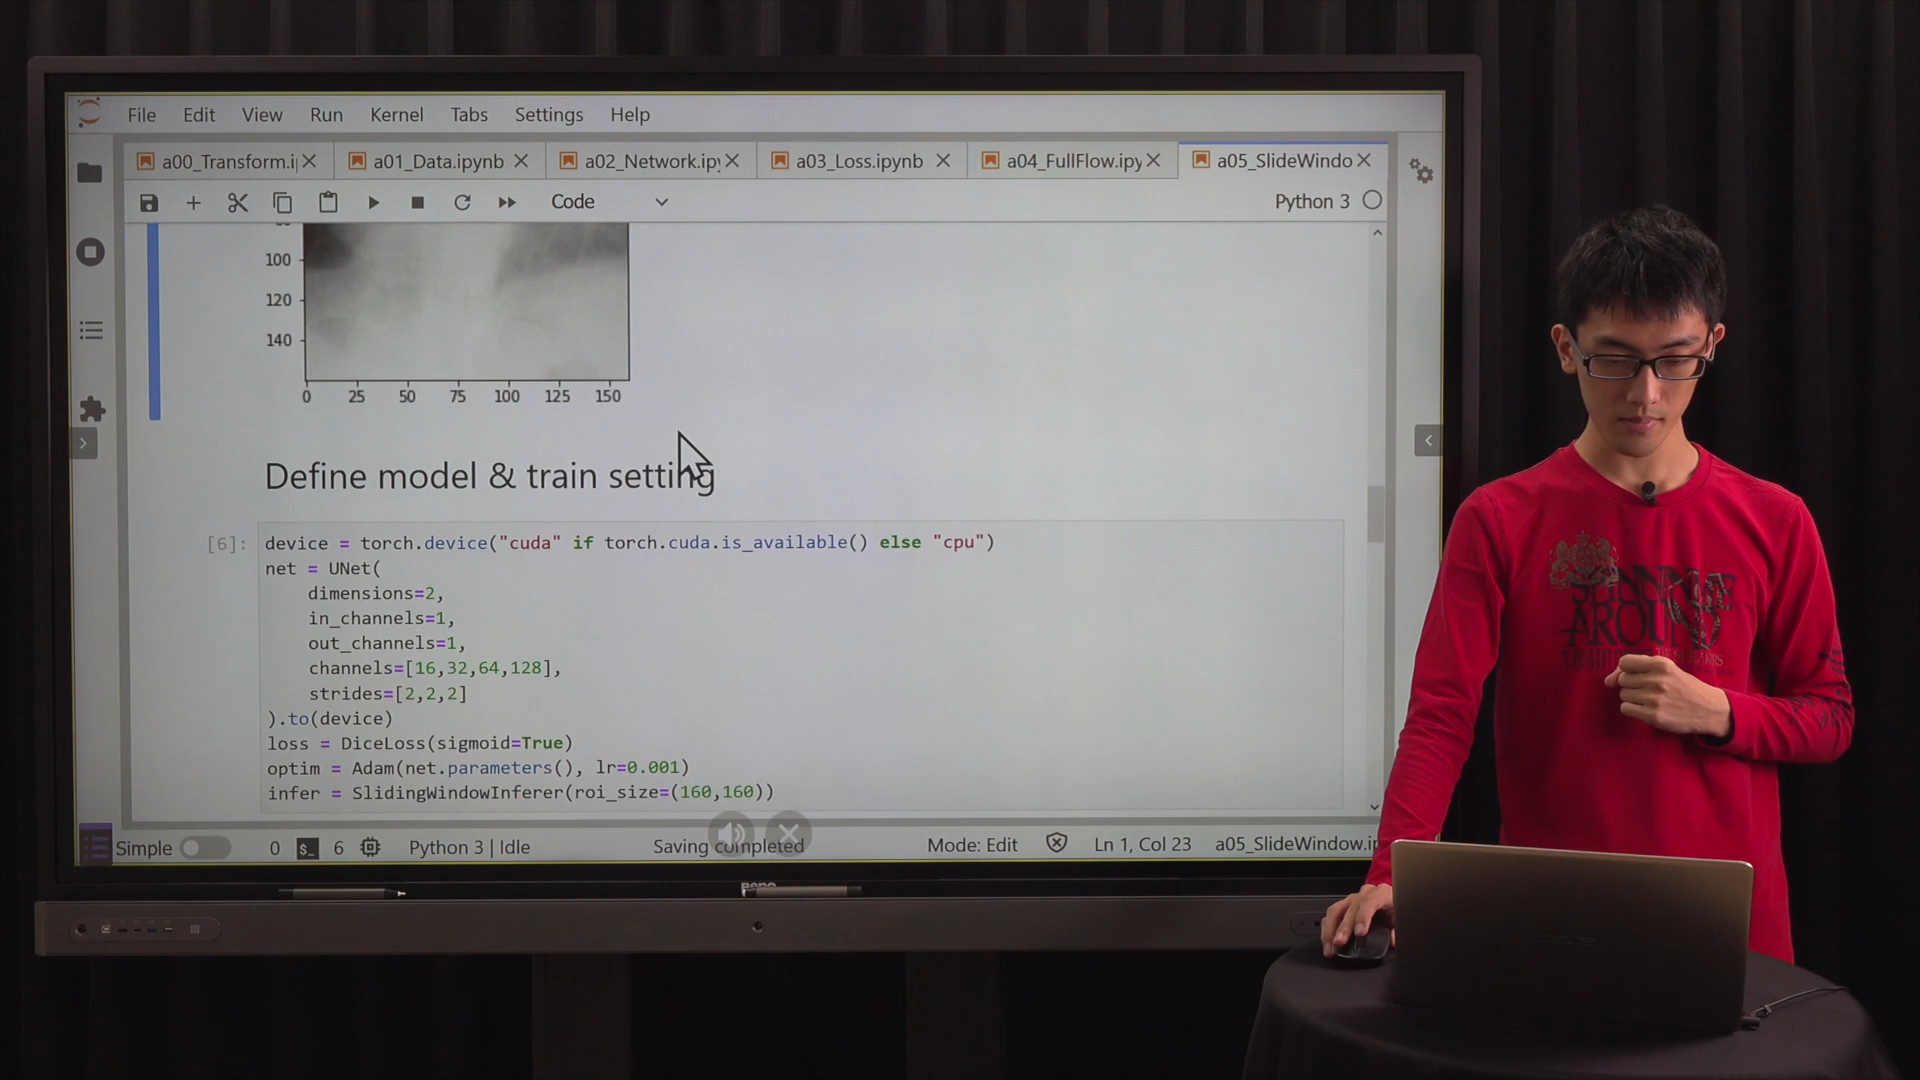 File Edit View Run Kernel Tabs Settings Help
a00_Transform.i a01_Data.ipynb a02_Network.ipy a03_Loss.ipynb a04_FullFlow.ipy a05_SlideWindo
Code Python 3
100
120
140
0 25 50 75 100 125 150
Define model & train setting
[6]: device = torch.device("cuda" if torch.cuda.is_available() else "cpu")
net = UNet(
dimensions=2,
in_channels=1,
out_channels=1,
channels=[16,32,64,128],
strides=[2,2,2]
).to(device)
loss = DiceLoss(sigmoid=True)
optim = Adam(net.parameters(), lr=0.001)
infer = SlidingWindowInferer(roi_size=(160,160))
Simple 0 $_ 6 Python 3 | Idle Saving completed Mode: Edit Ln 1, Col 23 a05_SlideWindow.ip
BenQ
AROUND